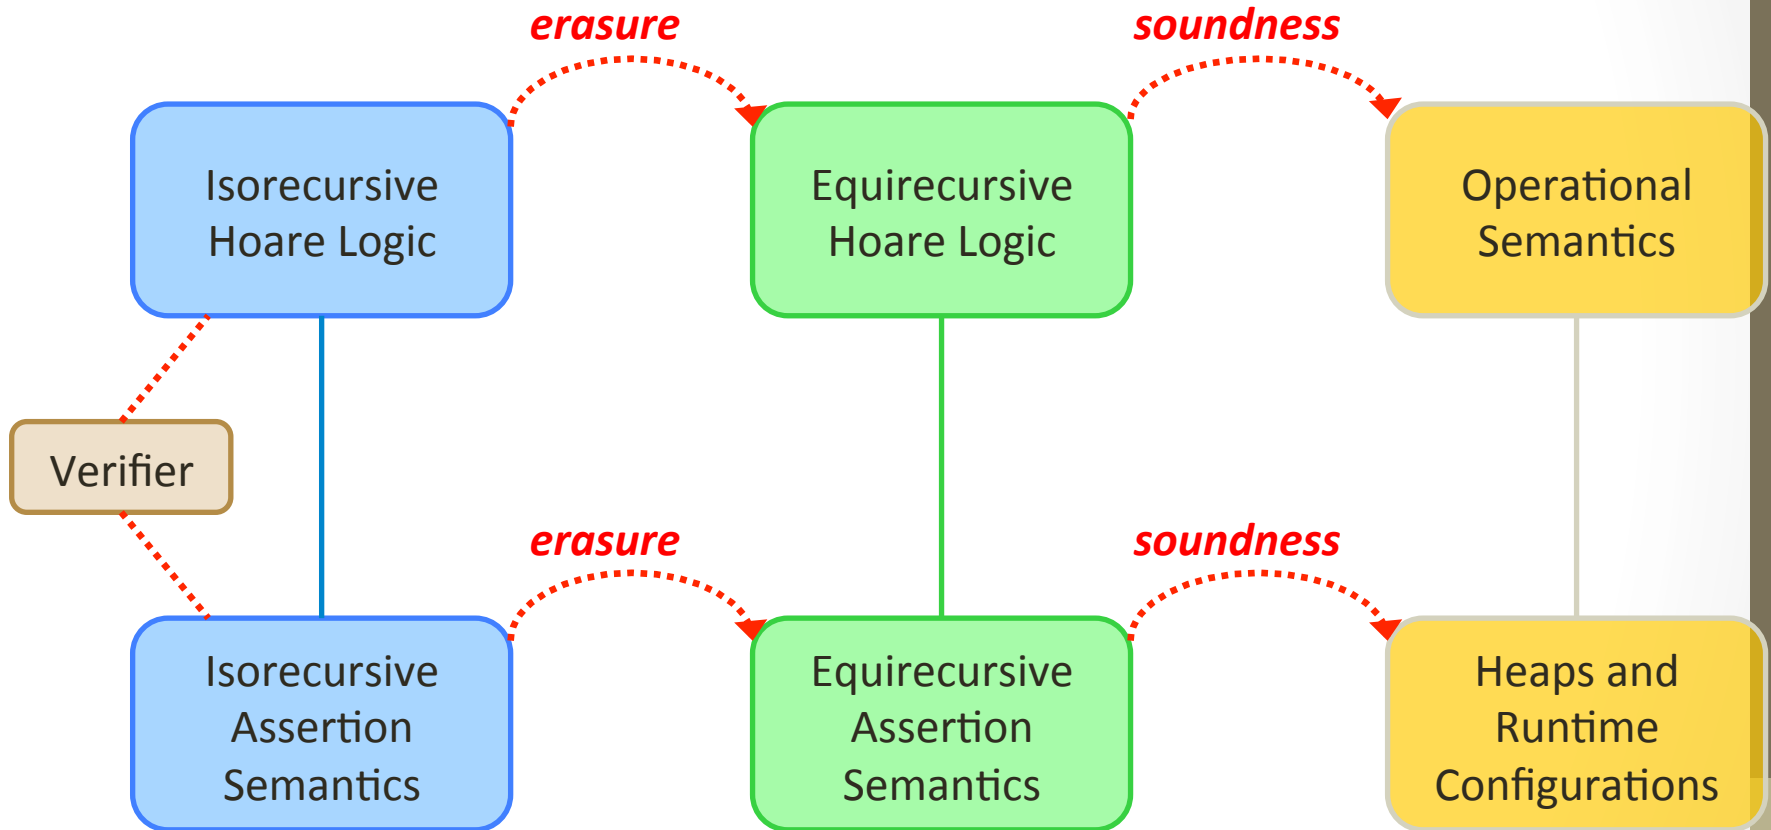 erasure
soundness
Isorecursive
Hoare Logic
Equirecursive
Hoare Logic
Operational
Semantics
Verifier
erasure
soundness
Isorecursive
Assertion
Semantics
Equirecursive
Assertion
Semantics
Heaps and
Runtime
Configurations